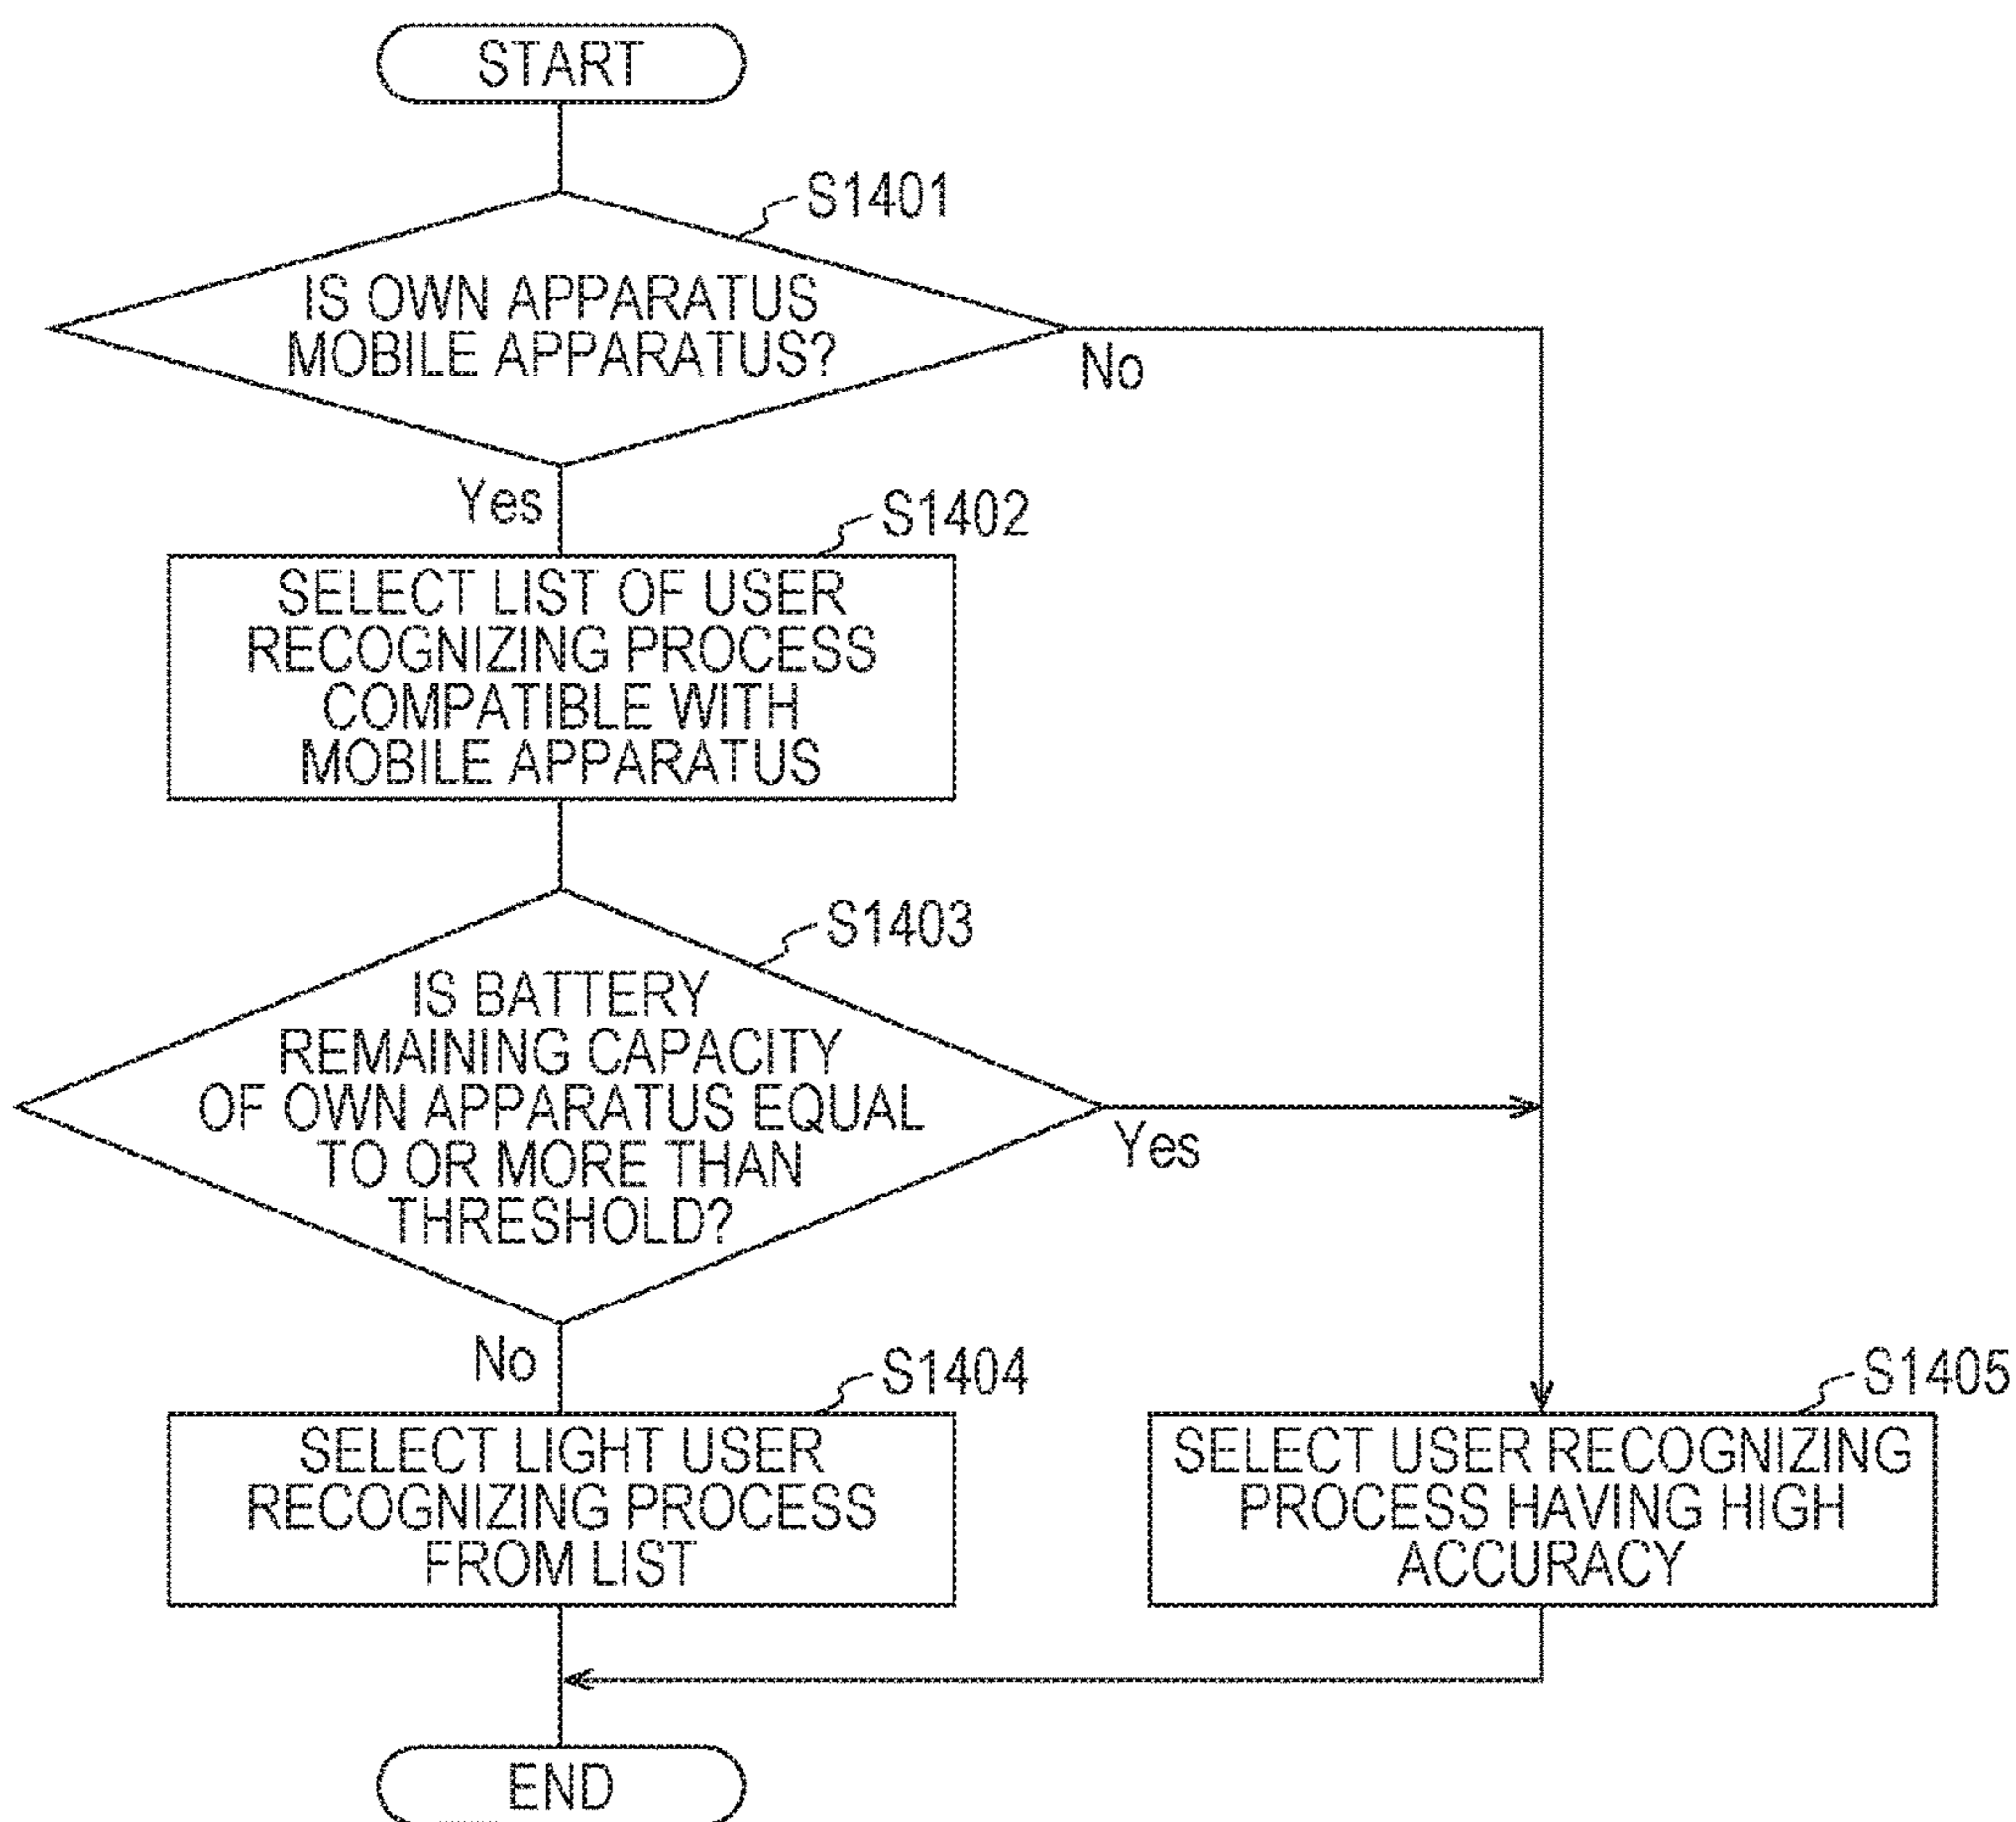 START
S1401
IS OWN APPARATUS
MOBILE APPARATUS?
No
Yes
S1402
SELECT LIST OF USER
RECOGNIZING PROCESS
COMPATIBLE WITH
MOBILE APPARATUS
S1403
IS BATTERY
REMAINING CAPACITY
OF OWN APPARATUS EQUAL
TO OR MORE THAN
THRESHOLD?
Yes
No
S1404
SELECT LIGHT USER
RECOGNIZING PROCESS
FROM LIST
S1405
SELECT USER RECOGNIZING
PROCESS HAVING HIGH
ACCURACY
END